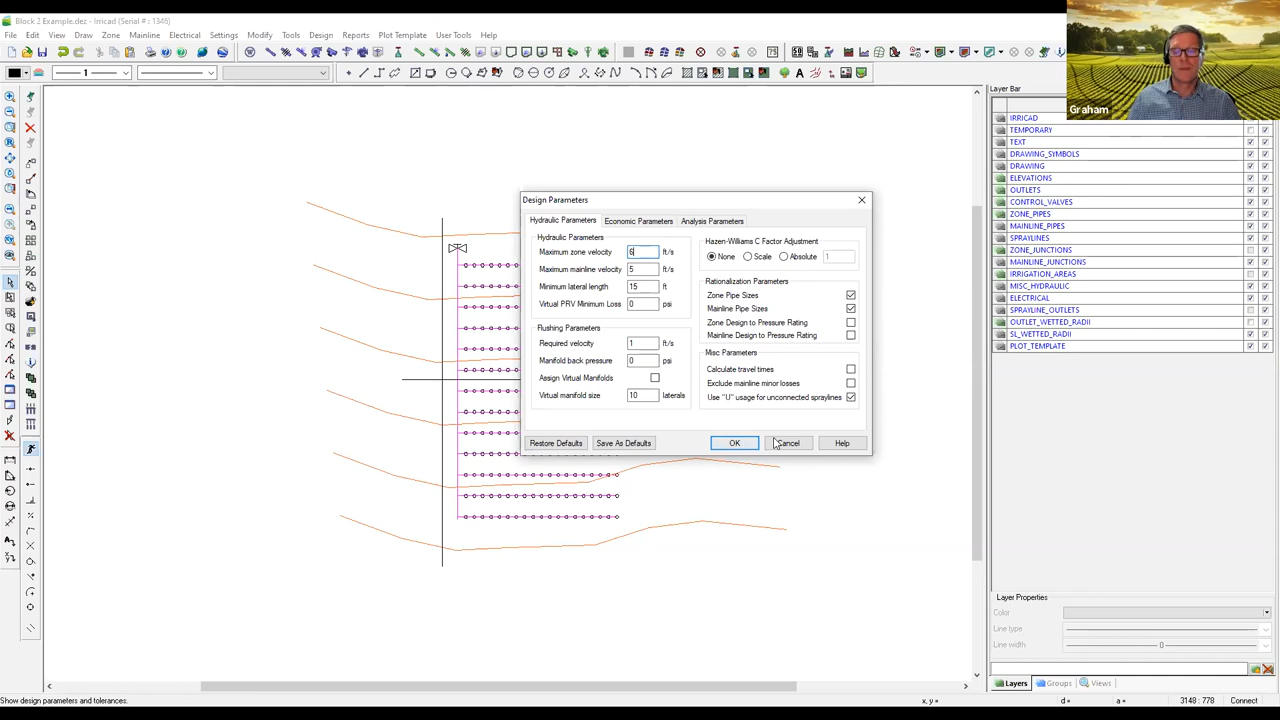 Block 2 Example.dez - Irricad (Serial # : 1346)
File Edit View Draw Zone Mainline Electrical Settings Modify Tools Design Reports Plot Template User Tools Help
1
Graham
Layer Bar
IRRICAD
TEMPORARY
TEXT
DRAWING_SYMBOLS
DRAWING
ELEVATIONS
OUTLETS
CONTROL_VALVES
ZONE_PIPES
MAINLINE_PIPES
SPRAYLINES
ZONE_JUNCTIONS
MAINLINE_JUNCTIONS
IRRIGATION_AREAS
MISC_HYDRAULIC
ELECTRICAL
SPRAYLINE_OUTLETS
OUTLET_WETTED_RADII
SL_WETTED_RADII
PLOT_TEMPLATE
Design Parameters
Hydraulic Parameters Economic Parameters Analysis Parameters
Hydraulic Parameters
Maximum zone velocity 6 ft/s
Maximum mainline velocity 5 ft/s
Minimum lateral length 15 ft
Virtual PRV Minimum Loss 0 psi
Flushing Parameters
Required velocity 1 ft/s
Manifold back pressure 0 psi
Assign Virtual Manifolds
Virtual manifold size 10 laterals
Hazen-Williams C Factor Adjustment
None Scale Absolute 1
Rationalization Parameters
Zone Pipe Sizes
Mainline Pipe Sizes
Zone Design to Pressure Rating
Mainline Design to Pressure Rating
Misc Parameters
Calculate travel times
Exclude mainline minor losses
Use "U" usage for unconnected spraylines
Restore Defaults Save As Defaults OK Cancel Help
Layer Properties
Color
Line type
Line width 0
Layers Groups Views
Show design parameters and tolerances. x, y = d = a = 3148 : 778 Connect